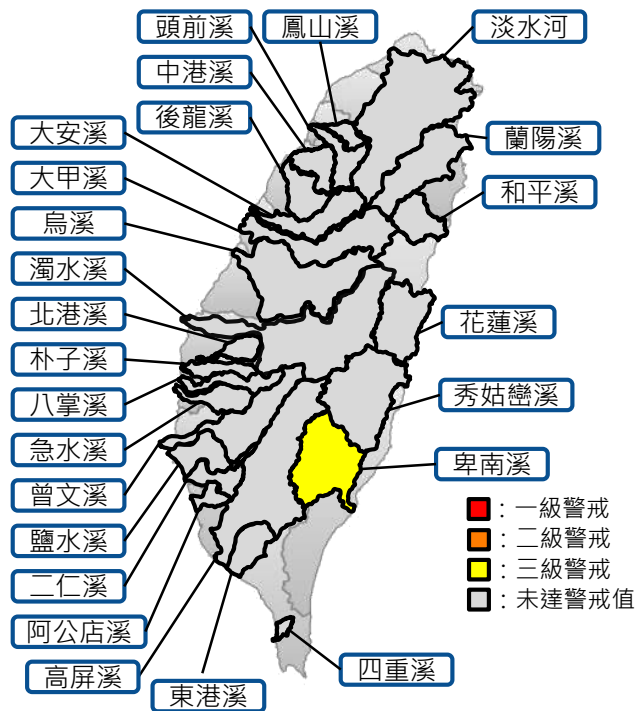 頭前溪
鳳山溪
淡水河
中港溪
後龍溪
大安溪
蘭陽溪
大甲溪
和平溪
烏溪
濁水溪
北港溪
花蓮溪
朴子溪
八掌溪
秀姑巒溪
急水溪
卑南溪
曾文溪
鹽水溪
二仁溪
阿公店溪
高屏溪
東港溪
四重溪
：一級警戒
：二級警戒
：三級警戒
：未達警戒值